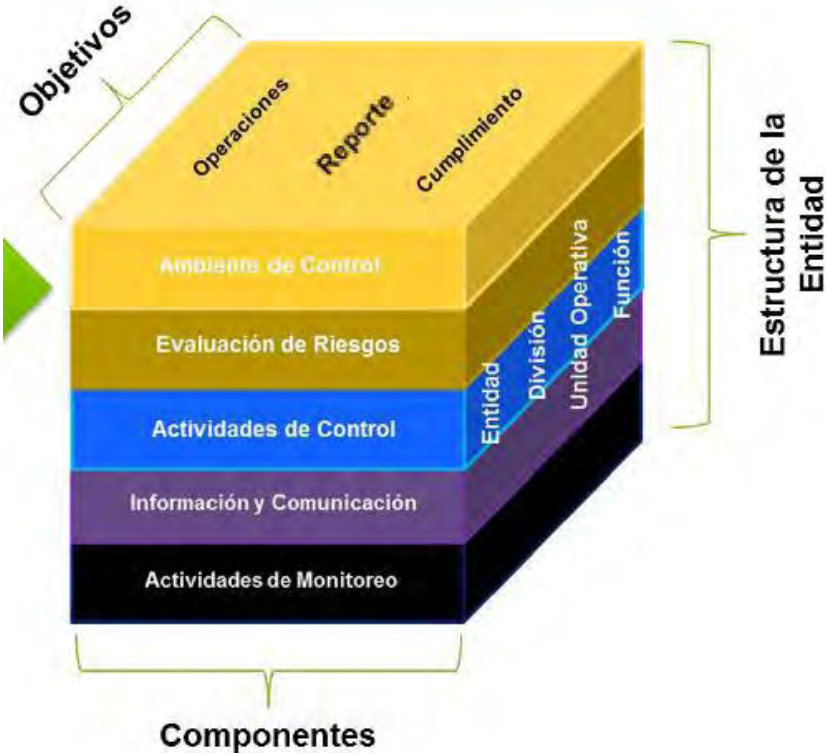 Objetivos
Operaciones
Reporte
Cumplimiento
Ambiente de Control
Evaluación de Riesgos
Actividades de Control
Información y Comunicación
Actividades de Monitoreo
Entidad
División
Unidad Operativa
Función
Estructura de la
Entidad
Componentes